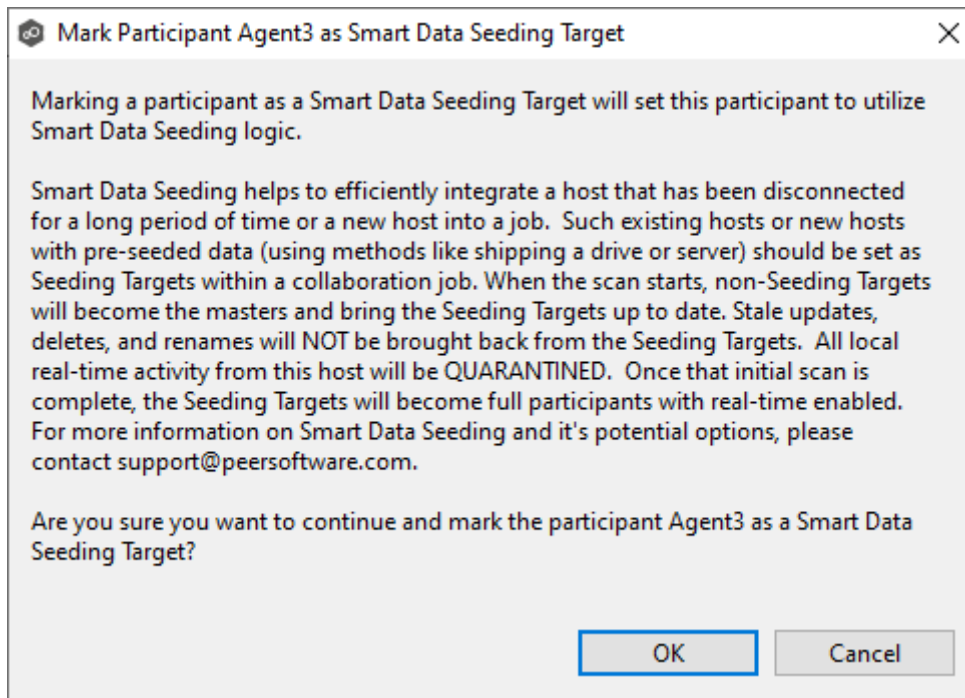 Mark Participant Agent3 as Smart Data Seeding Target
Marking a participant as a Smart Data Seeding Target will set this participant to utilize
Smart Data Seeding logic.
Smart Data Seeding helps to efficiently integrate a host that has been disconnected
for a long period of time or a new host into a job.  Such existing hosts or new hosts
with pre-seeded data (using methods like shipping a drive or server) should be set as
Seeding Targets within a collaboration job. When the scan starts, non-Seeding Targets
will become the masters and bring the Seeding Targets up to date. Stale updates,
deletes, and renames will NOT be brought back from the Seeding Targets.  All local
real-time activity from this host will be QUARANTINED.  Once that initial scan is
complete, the Seeding Targets will become full participants with real-time enabled.
For more information on Smart Data Seeding and it's potential options, please
contact support@peersoftware.com.
Are you sure you want to continue and mark the participant Agent3 as a Smart Data
Seeding Target?
OK
Cancel